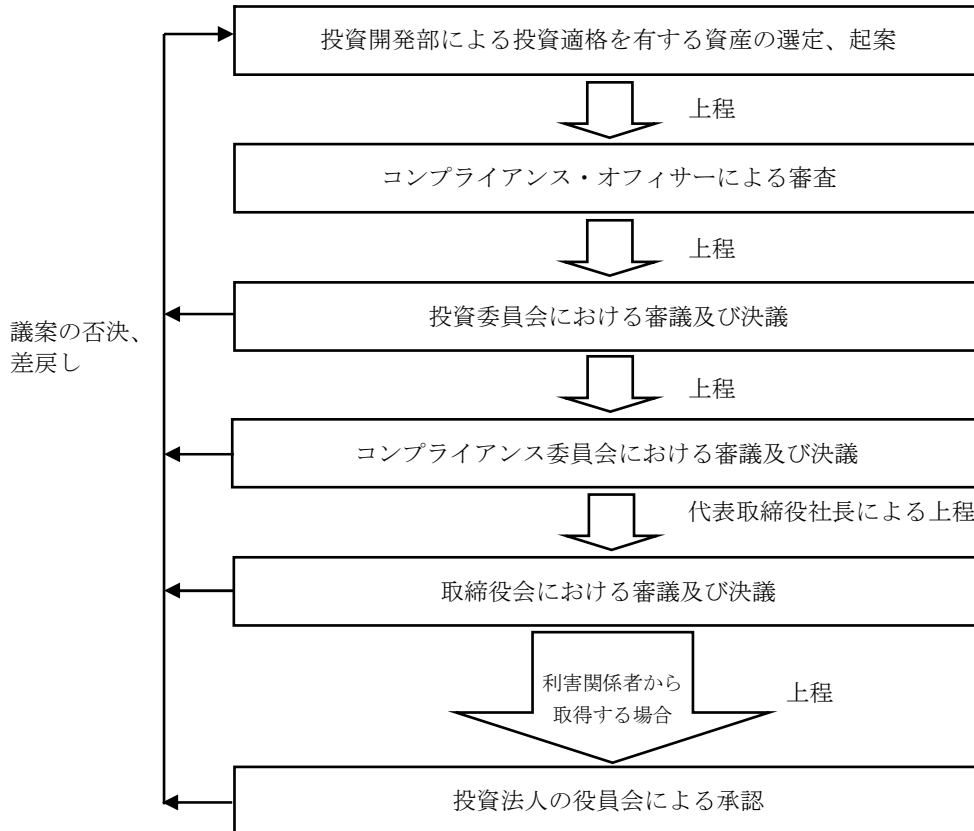 投資開発部による投資適格を有する資産の選定、起案
上程
コンプライアンス・オフィサーによる審査
上程
投資委員会における審議及び決議
議案の否決、
差戻し
上程
コンプライアンス委員会における審議及び決議
代表取締役社長による上程
取締役会における審議及び決議
利害関係者から
取得する場合
上程
投資法人の役員会による承認